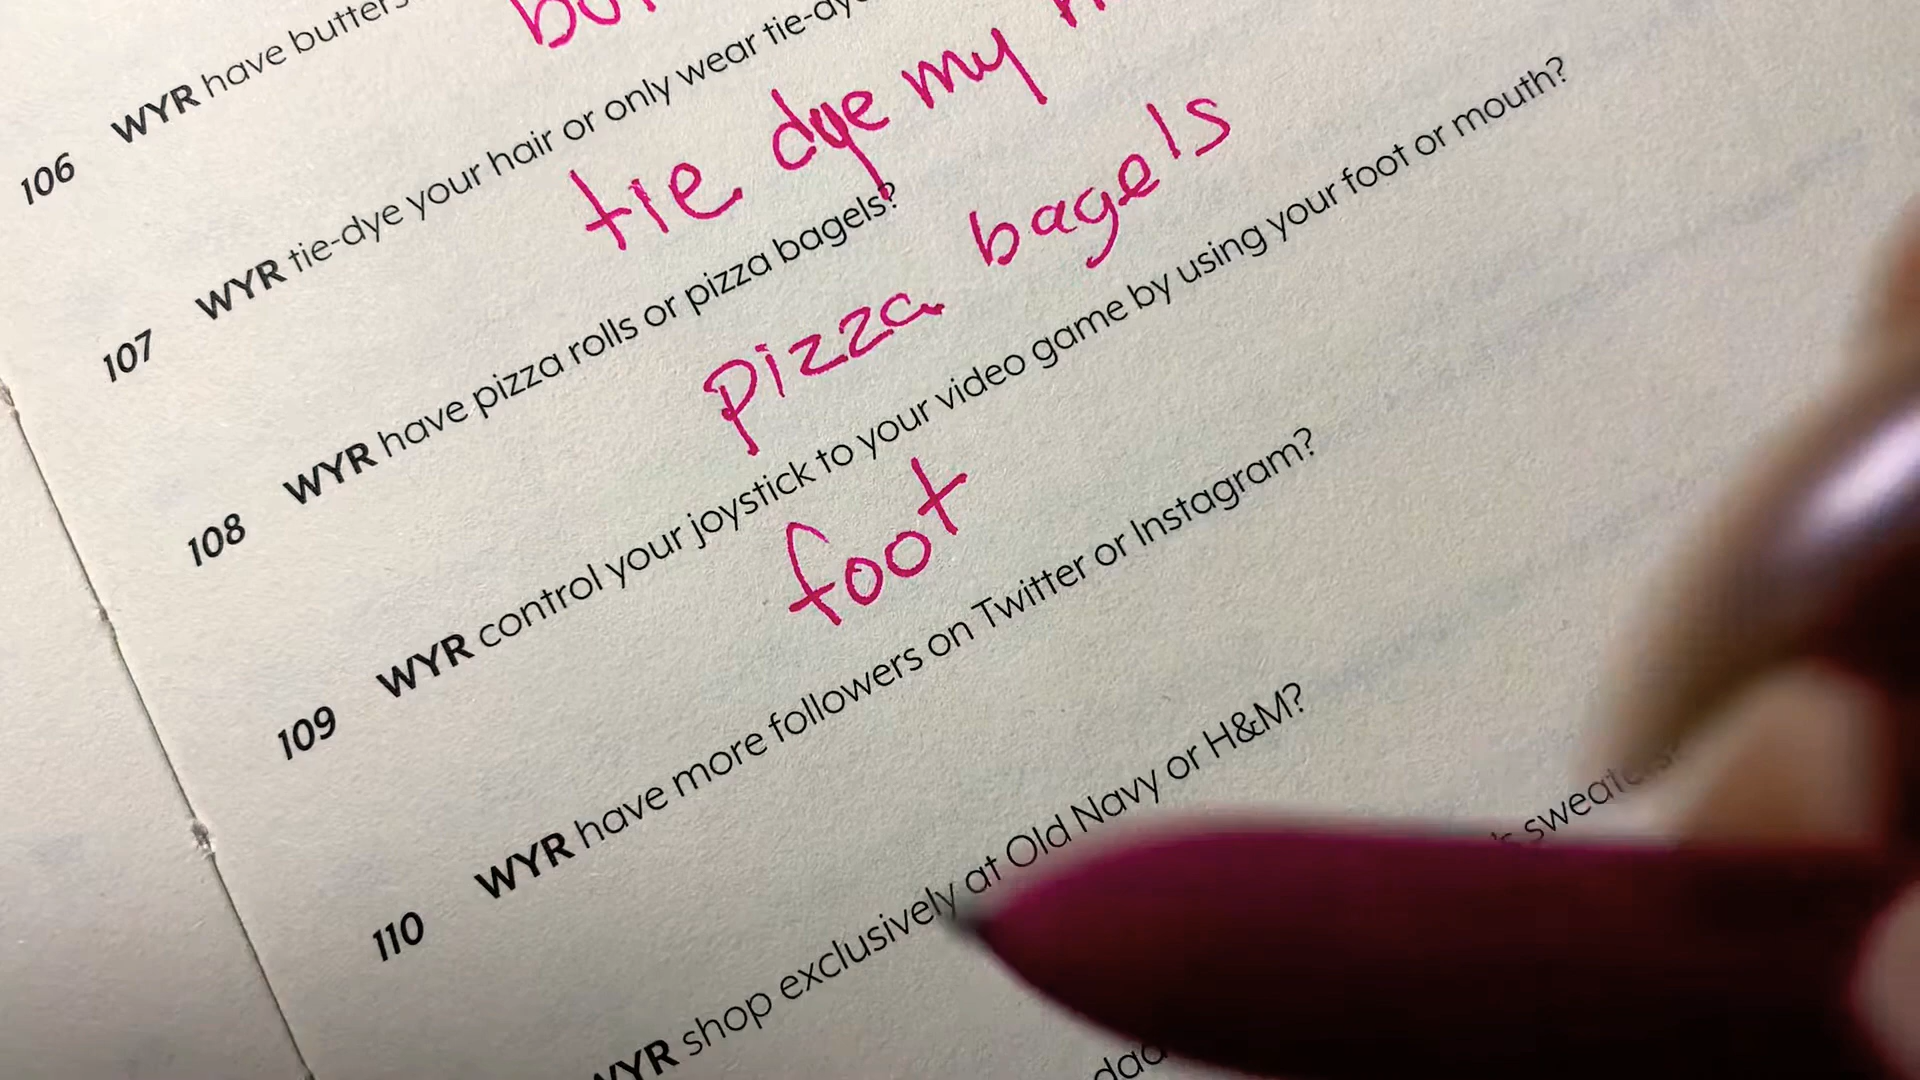 106 WYR have butters
107 WYR tie-dye your hair or only wear tie-dy
tie dye my
108 WYR have pizza rolls or pizza bagels?
pizza bagels
109 WYR control your joystick to your video game by using your foot or mouth?
foot
110 WYR have more followers on Twitter or Instagram?
WYR shop exclusively at Old Navy or H&M?